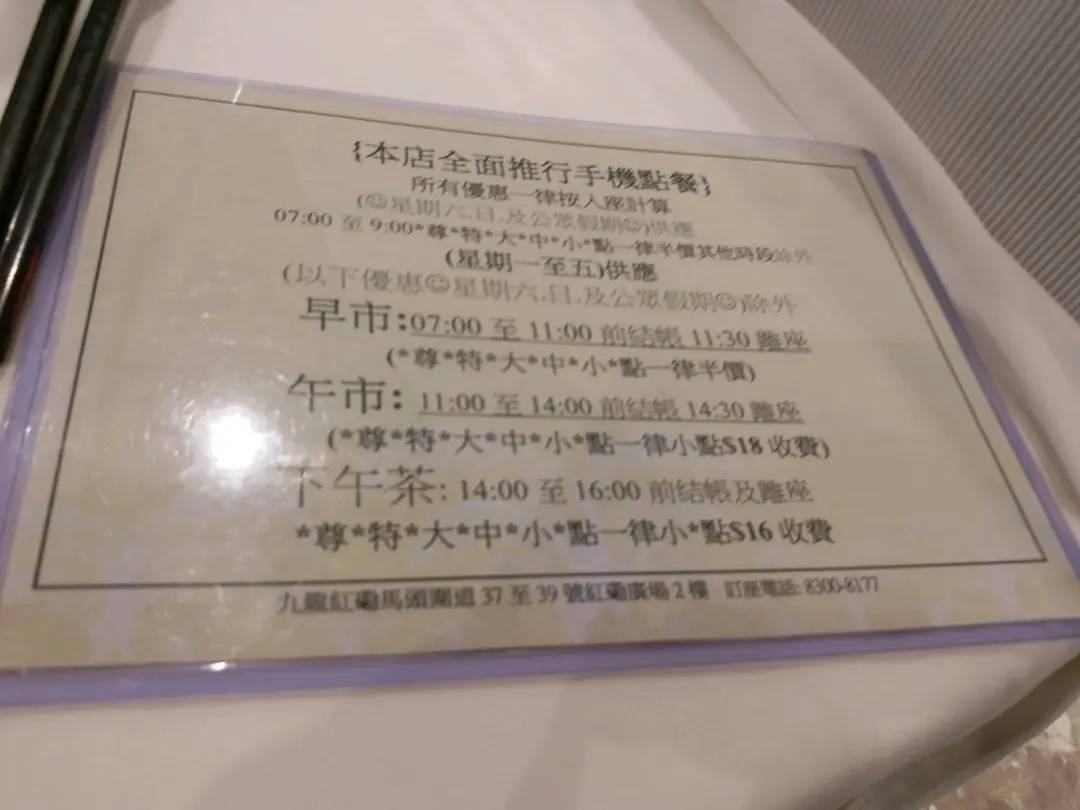 {本店全面推行手機點餐}
所有優惠一律按入座計算
(☺星期六.日.及公眾假期☺)供應
07:00 至 9:00*尊*特*大*中*小*點一律半價其他時段除外
(星期一至五)供應
(以下優惠☺星期六.日.及公眾假期☺)除外
早市:07:00 至 11:00 前結帳 11:30 離座
(*尊*特*大*中*小*點一律半價)
午市: 11:00 至 14:00 前結帳 14:30 離座
(*尊*特*大*中*小*點一律小點$18 收費)
下午茶: 14:00 至 16:00 前結帳及離座
*尊*特*大*中*小*點一律小*點$16 收費
九龍紅磡馬頭圍道 37 至 39 號紅磡廣場 2 樓 訂座電話: 8300-8177